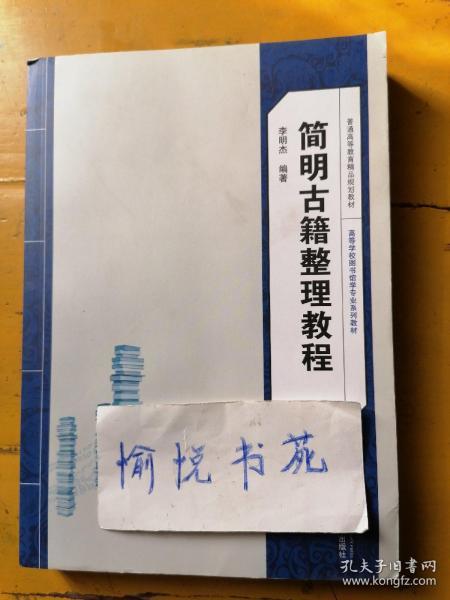 普通高等教育精品规划教材
高等学校图书馆学专业系列教材
简明古籍整理教程
李明杰 编著
愉悦书苑
出版社
孔夫子旧书网
www.kongfz.com